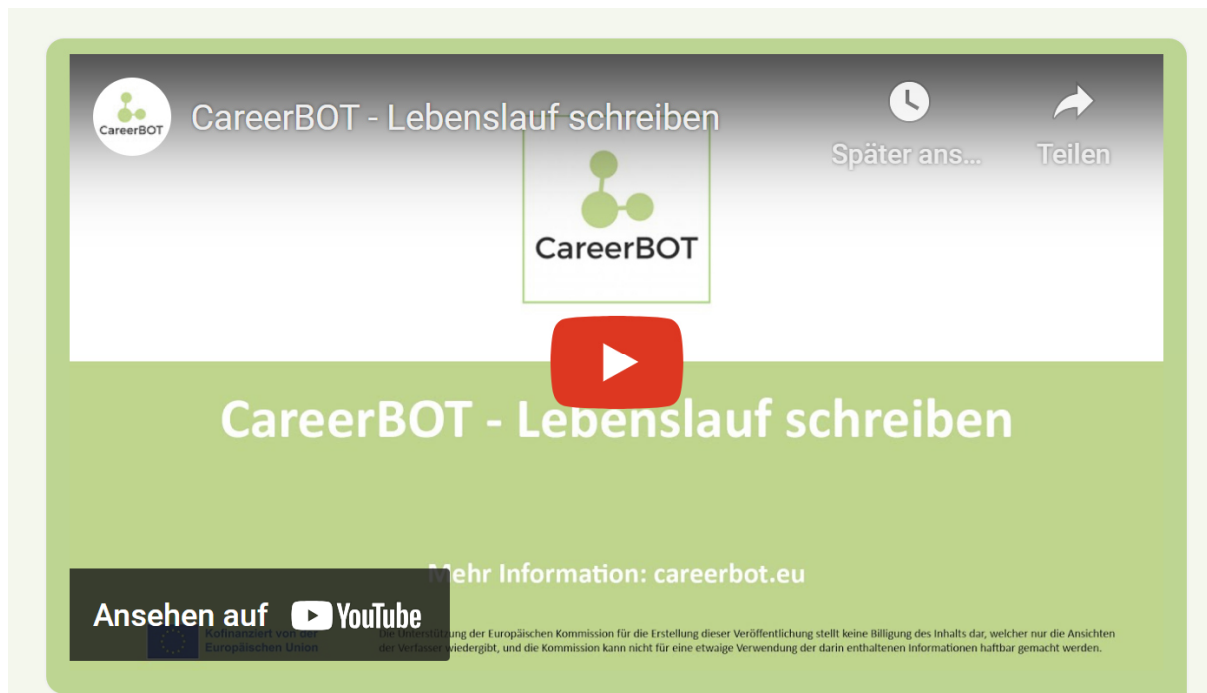 CareerBOT
CareerBOT - Lebenslauf schreiben
Später ans...
Teilen
CareerBOT
CareerBOT - Lebenslauf schreiben
Mehr Information: careerbot.eu
Ansehen auf YouTube
Kofinanziert von der
Europäischen Union
Die Unterstützung der Europäischen Kommission für die Erstellung dieser Veröffentlichung stellt keine Billigung des Inhalts dar, welcher nur die Ansichten
der Verfasser wiedergibt, und die Kommission kann nicht für eine etwaige Verwendung der darin enthaltenen Informationen haftbar gemacht werden.